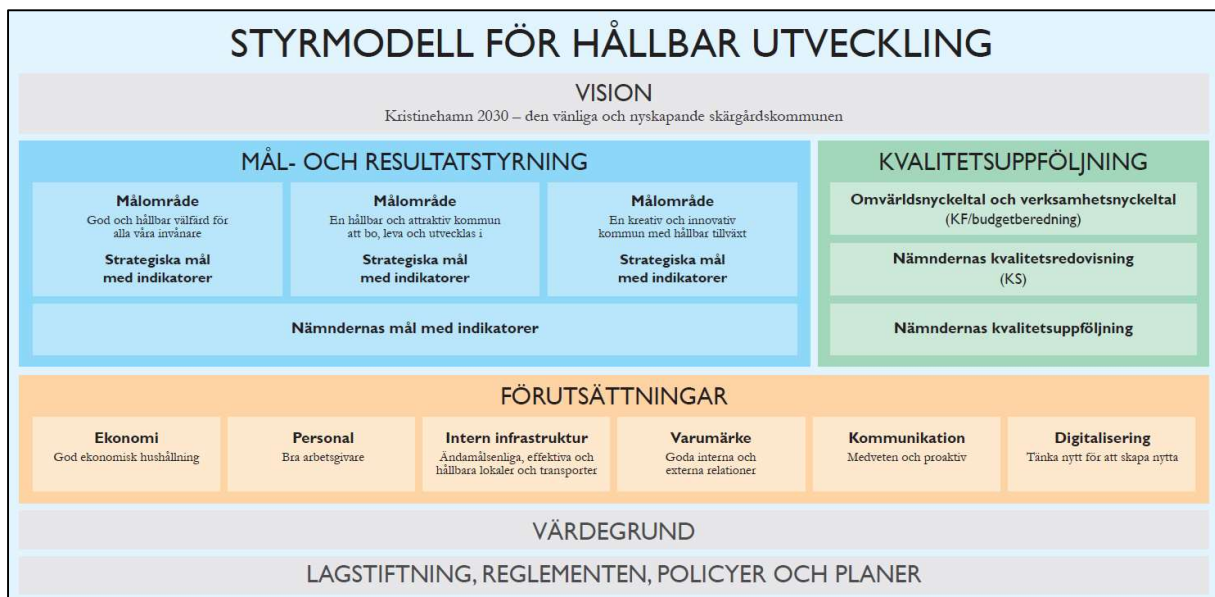 STYRMODELL FÖR HÅLLBAR UTVECKLING
VISION
Kristinehamn 2030 – den vänliga och nyskapande skärgårdskommunen
MÅL- OCH RESULTATSTYRNING
Målområde
God och hållbar välfärd för
alla våra invånare
Strategiska mål
med indikatorer
Målområde
En hållbar och attraktiv kommun
att bo, leva och utvecklas i
Strategiska mål
med indikatorer
Målområde
En kreativ och innovativ
kommun med hållbar tillväxt
Strategiska mål
med indikatorer
Nämndernas mål med indikatorer
KVALITETSUPPFÖLJNING
Omvärldsnyckeltal och verksamhetsnyckeltal
(KF/budgetberedning)
Nämndernas kvalitetsredovisning
(KS)
Nämndernas kvalitetsuppföljning
FÖRUTSÄTTNINGAR
Ekonomi
God ekonomisk hushållning
Personal
Bra arbetsgivare
Intern infrastruktur
Ändamålsenliga, effektiva och
hållbara lokaler och transporter
Varumärke
Goda interna och
externa relationer
Kommunikation
Medveten och proaktiv
Digitalisering
Tänka nytt för att skapa nytta
VÄRDEGRUND
LAGSTIFTNING, REGLEMENTEN, POLICYER OCH PLANER